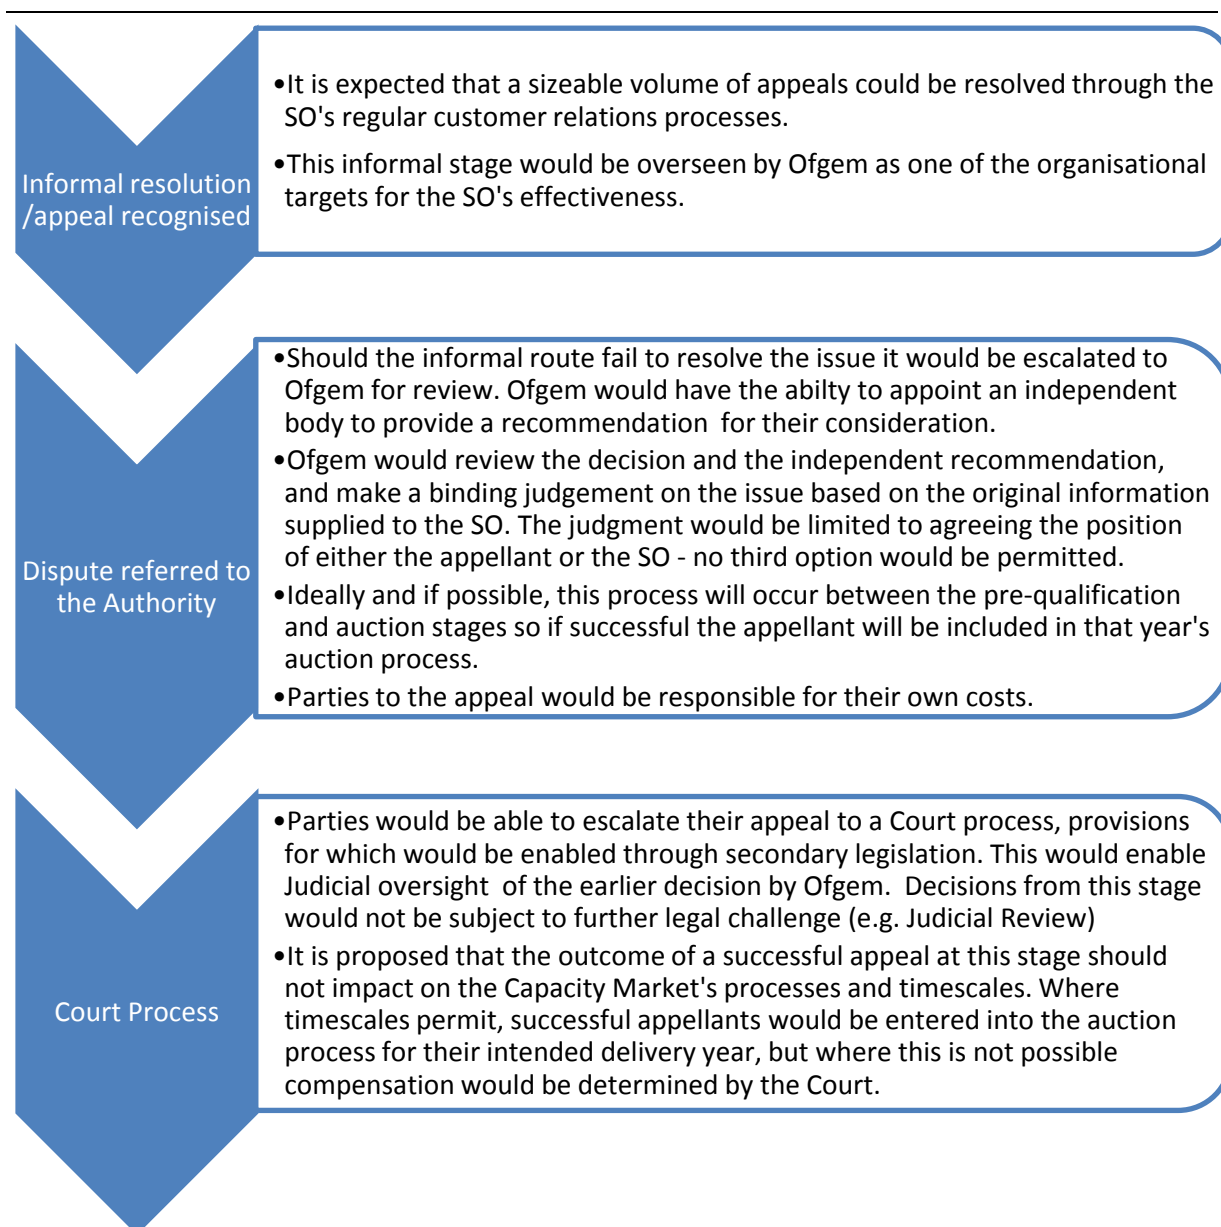 Informal resolution
/appeal recognised
•It is expected that a sizeable volume of appeals could be resolved through the
SO's regular customer relations processes.
•This informal stage would be overseen by Ofgem as one of the organisational
targets for the SO's effectiveness.
Dispute referred to
the Authority
•Should the informal route fail to resolve the issue it would be escalated to
Ofgem for review. Ofgem would have the abilty to appoint an independent
body to provide a recommendation for their consideration.
•Ofgem would review the decision and the independent recommendation,
and make a binding judgement on the issue based on the original information
supplied to the SO. The judgment would be limited to agreeing the position
of either the appellant or the SO - no third option would be permitted.
•Ideally and if possible, this process will occur between the pre-qualification
and auction stages so if successful the appellant will be included in that year's
auction process.
•Parties to the appeal would be responsible for their own costs.
Court Process
•Parties would be able to escalate their appeal to a Court process, provisions
for which would be enabled through secondary legislation. This would enable
Judicial oversight of the earlier decision by Ofgem. Decisions from this stage
would not be subject to further legal challenge (e.g. Judicial Review)
•It is proposed that the outcome of a successful appeal at this stage should
not impact on the Capacity Market's processes and timescales. Where
timescales permit, successful appellants would be entered into the auction
process for their intended delivery year, but where this is not possible
compensation would be determined by the Court.